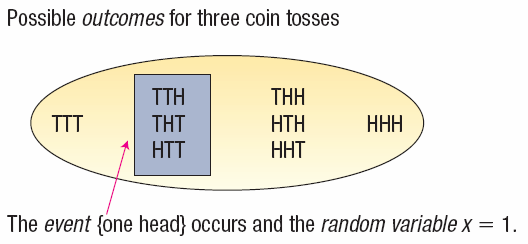 Possible outcomes for three coin tosses
TTH THH
TTT THT HTH HHH
HTT HHT
The event {one head} occurs and the random variable x = 1.